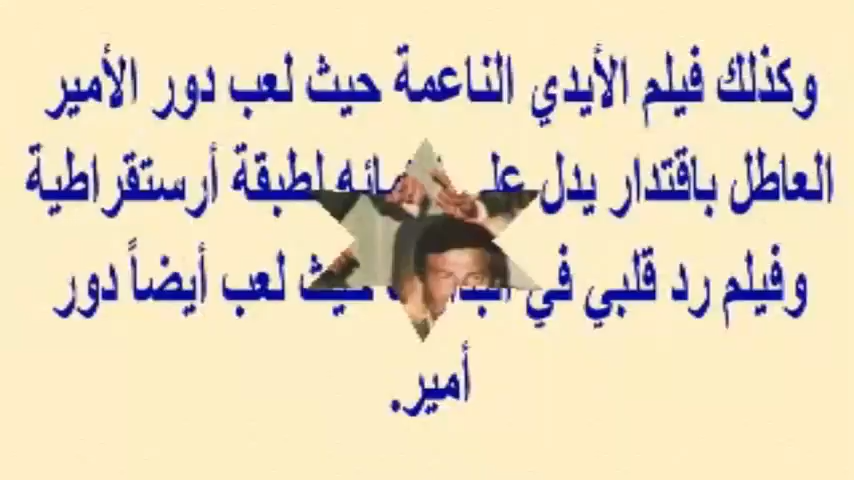 وكذلك فيلم الأيدي الناعمة حيث لعب دور الأمير
العاطل باقتدار يدل على لطبقة أرستقراطية
وفيلم رد قلبي في حيث لعب أيضاً دور
أمير.